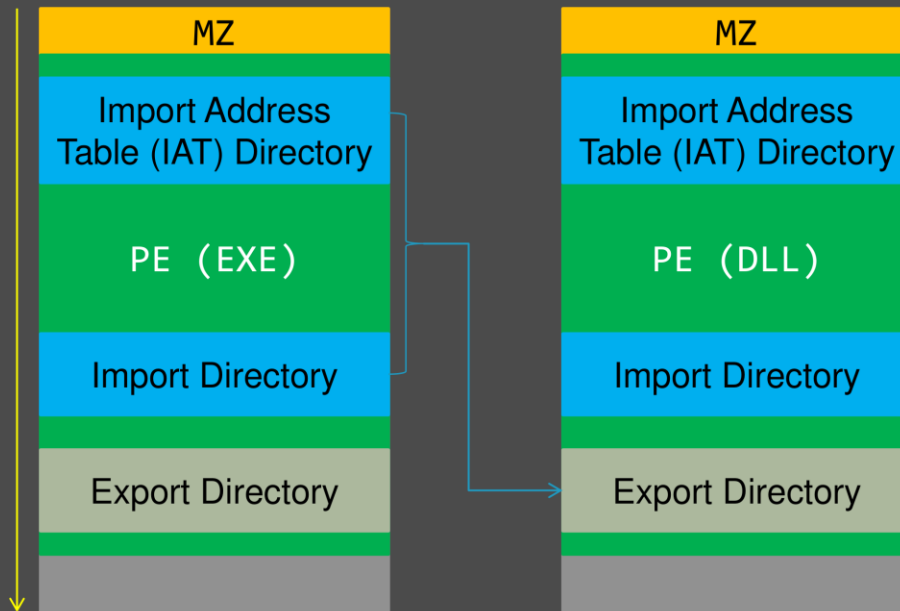 MZ
Import Address
Table (IAT) Directory
PE (EXE)
Import Directory
Export Directory
MZ
Import Address
Table (IAT) Directory
PE (DLL)
Import Directory
Export Directory